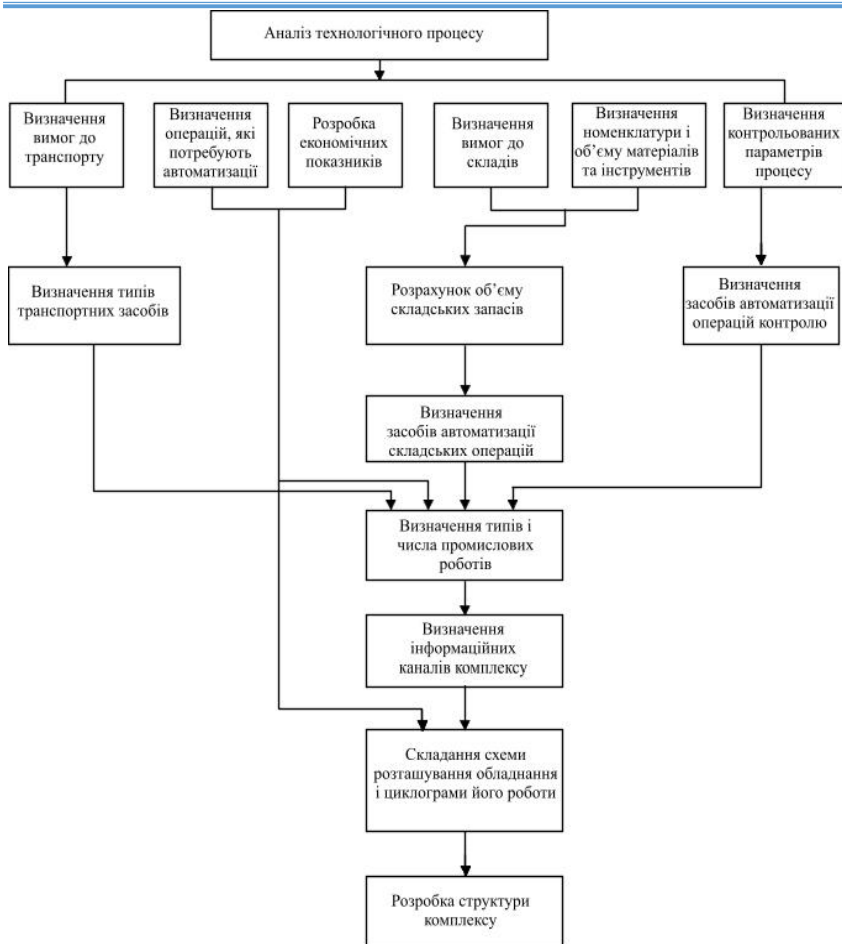 Аналіз технологічного процесу
Визначення
вимог до
транспорту
Визначення
операцій, які
потребують
автоматизації
Розробка
економічних
показників
Визначення
вимог до
складів
Визначення
номенклатури і
об’єму матеріалів
та інструментів
Визначення
контрольованих
параметрів
процесу
Визначення типів
транспортних засобів
Розрахунок об’єму
складських запасів
Визначення
засобів автоматизації
операцій контролю
Визначення
засобів автоматизації
складських операцій
Визначення типів і
числа промислових
роботів
Визначення
інформаційних
каналів комплексу
Складання схеми
розташування обладнання
і циклограми його роботи
Розробка структури
комплексу